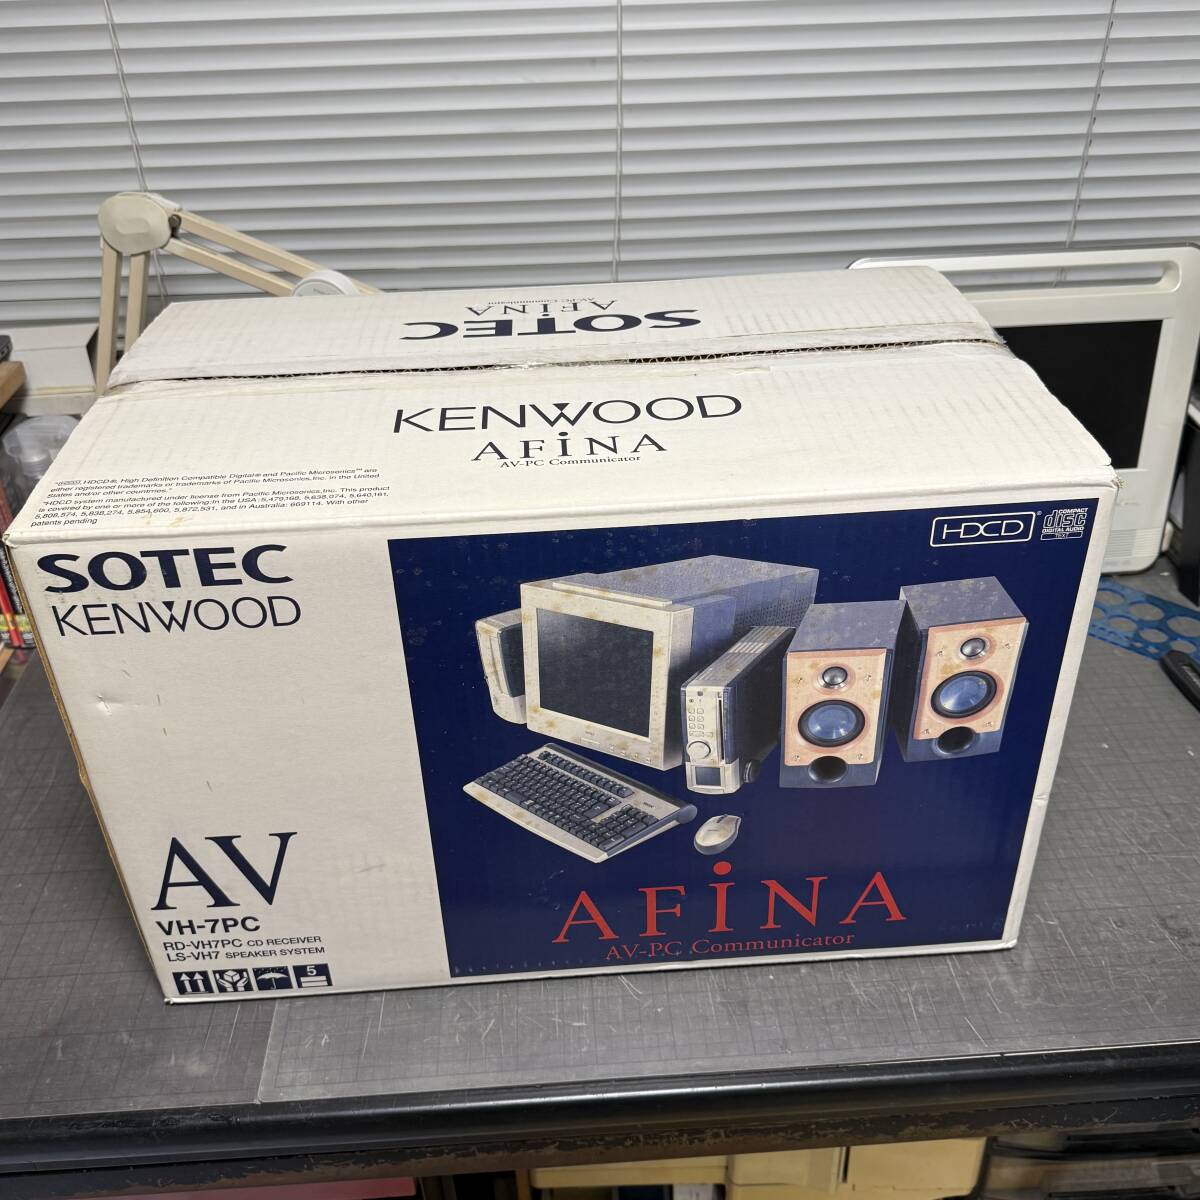 SOTEC
AFiNA
AV-PC Communicator
KENWOOD
AFiNA
AV-PC Communicator
"HDCD, HDCD®, High Definition Compatible Digital® and Pacific Microsonics™ are
either registered trademarks or trademarks of Pacific Microsonics,Inc. in the United
States and/or other countries."
"HDCD system manufactured under license from Pacific Microsonics,Inc. This product
is covered by one or more of the following:In the USA :5,479,168, 5,638,074, 5,640,161,
5,808,574, 5,838,274, 5,854,600, 5,872,531, and in Australia: 669114. With other
patents pending
SOTEC
KENWOOD
HDCD®
COMPACT
disc
DIGITAL AUDIO
TEXT
AV
VH-7PC
RD-VH7PC CD RECEIVER
LS-VH7 SPEAKER SYSTEM
5
AFiNA
AV-PC Communicator